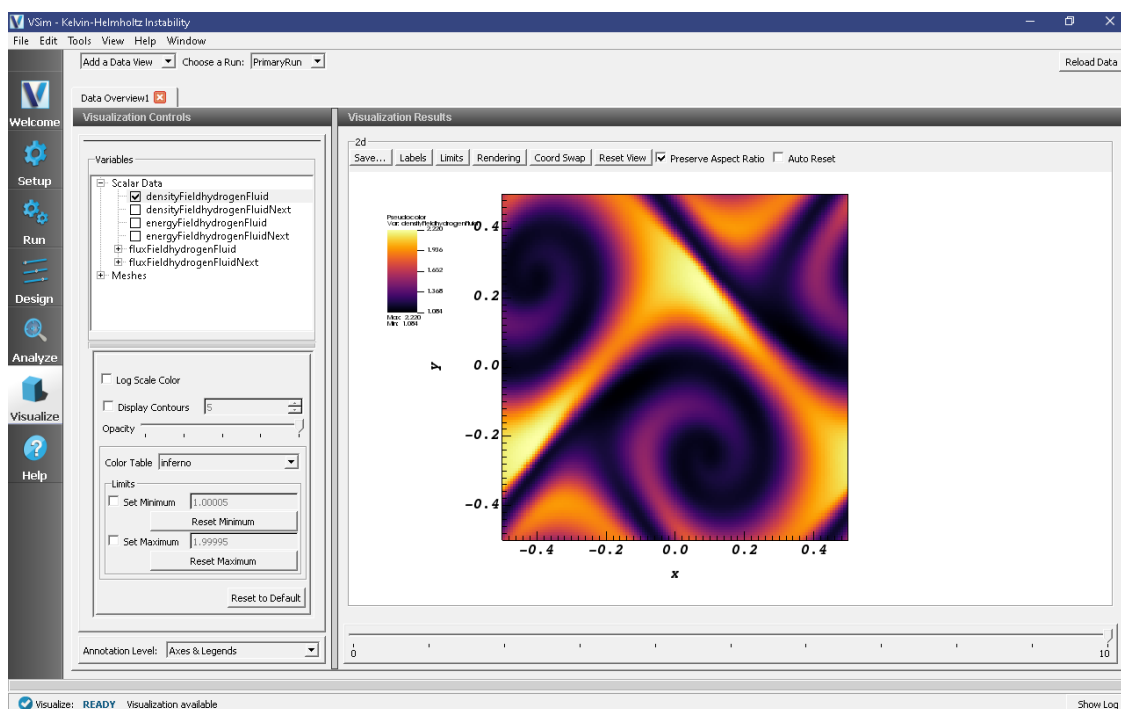 VSim - Kelvin-Helmholtz Instability
File Edit Tools View Help Window
Add a Data View Choose a Run: PrimaryRun Reload Data
Data Overview1
Welcome
Setup
Run
Design
Analyze
Visualize
Help
Visualization Controls
Variables
Scalar Data
densityFieldhydrogenFluid
densityFieldhydrogenFluidNext
energyFieldhydrogenFluid
energyFieldhydrogenFluidNext
fluxFieldhydrogenFluid
fluxFieldhydrogenFluidNext
Meshes
Log Scale Color
Display Contours 5
Opacity
Color Table inferno
Limits
Set Minimum 1.00005
Reset Minimum
Set Maximum 1.99995
Reset Maximum
Reset to Default
Annotation Level: Axes & Legends
Visualization Results
2d
Save... Labels Limits Rendering Coord Swap Reset View Preserve Aspect Ratio Auto Reset
Pseudocolor
Var: densityFieldhydrogenFluid
2.220
1.936
1.652
1.368
1.084
Max: 2.220
Min: 1.084
0.4
0.2
0.0
-0.2
-0.4
Y
-0.4 -0.2 0.0 0.2 0.4
x
0 10
Visualize: READY Visualization available Show Log